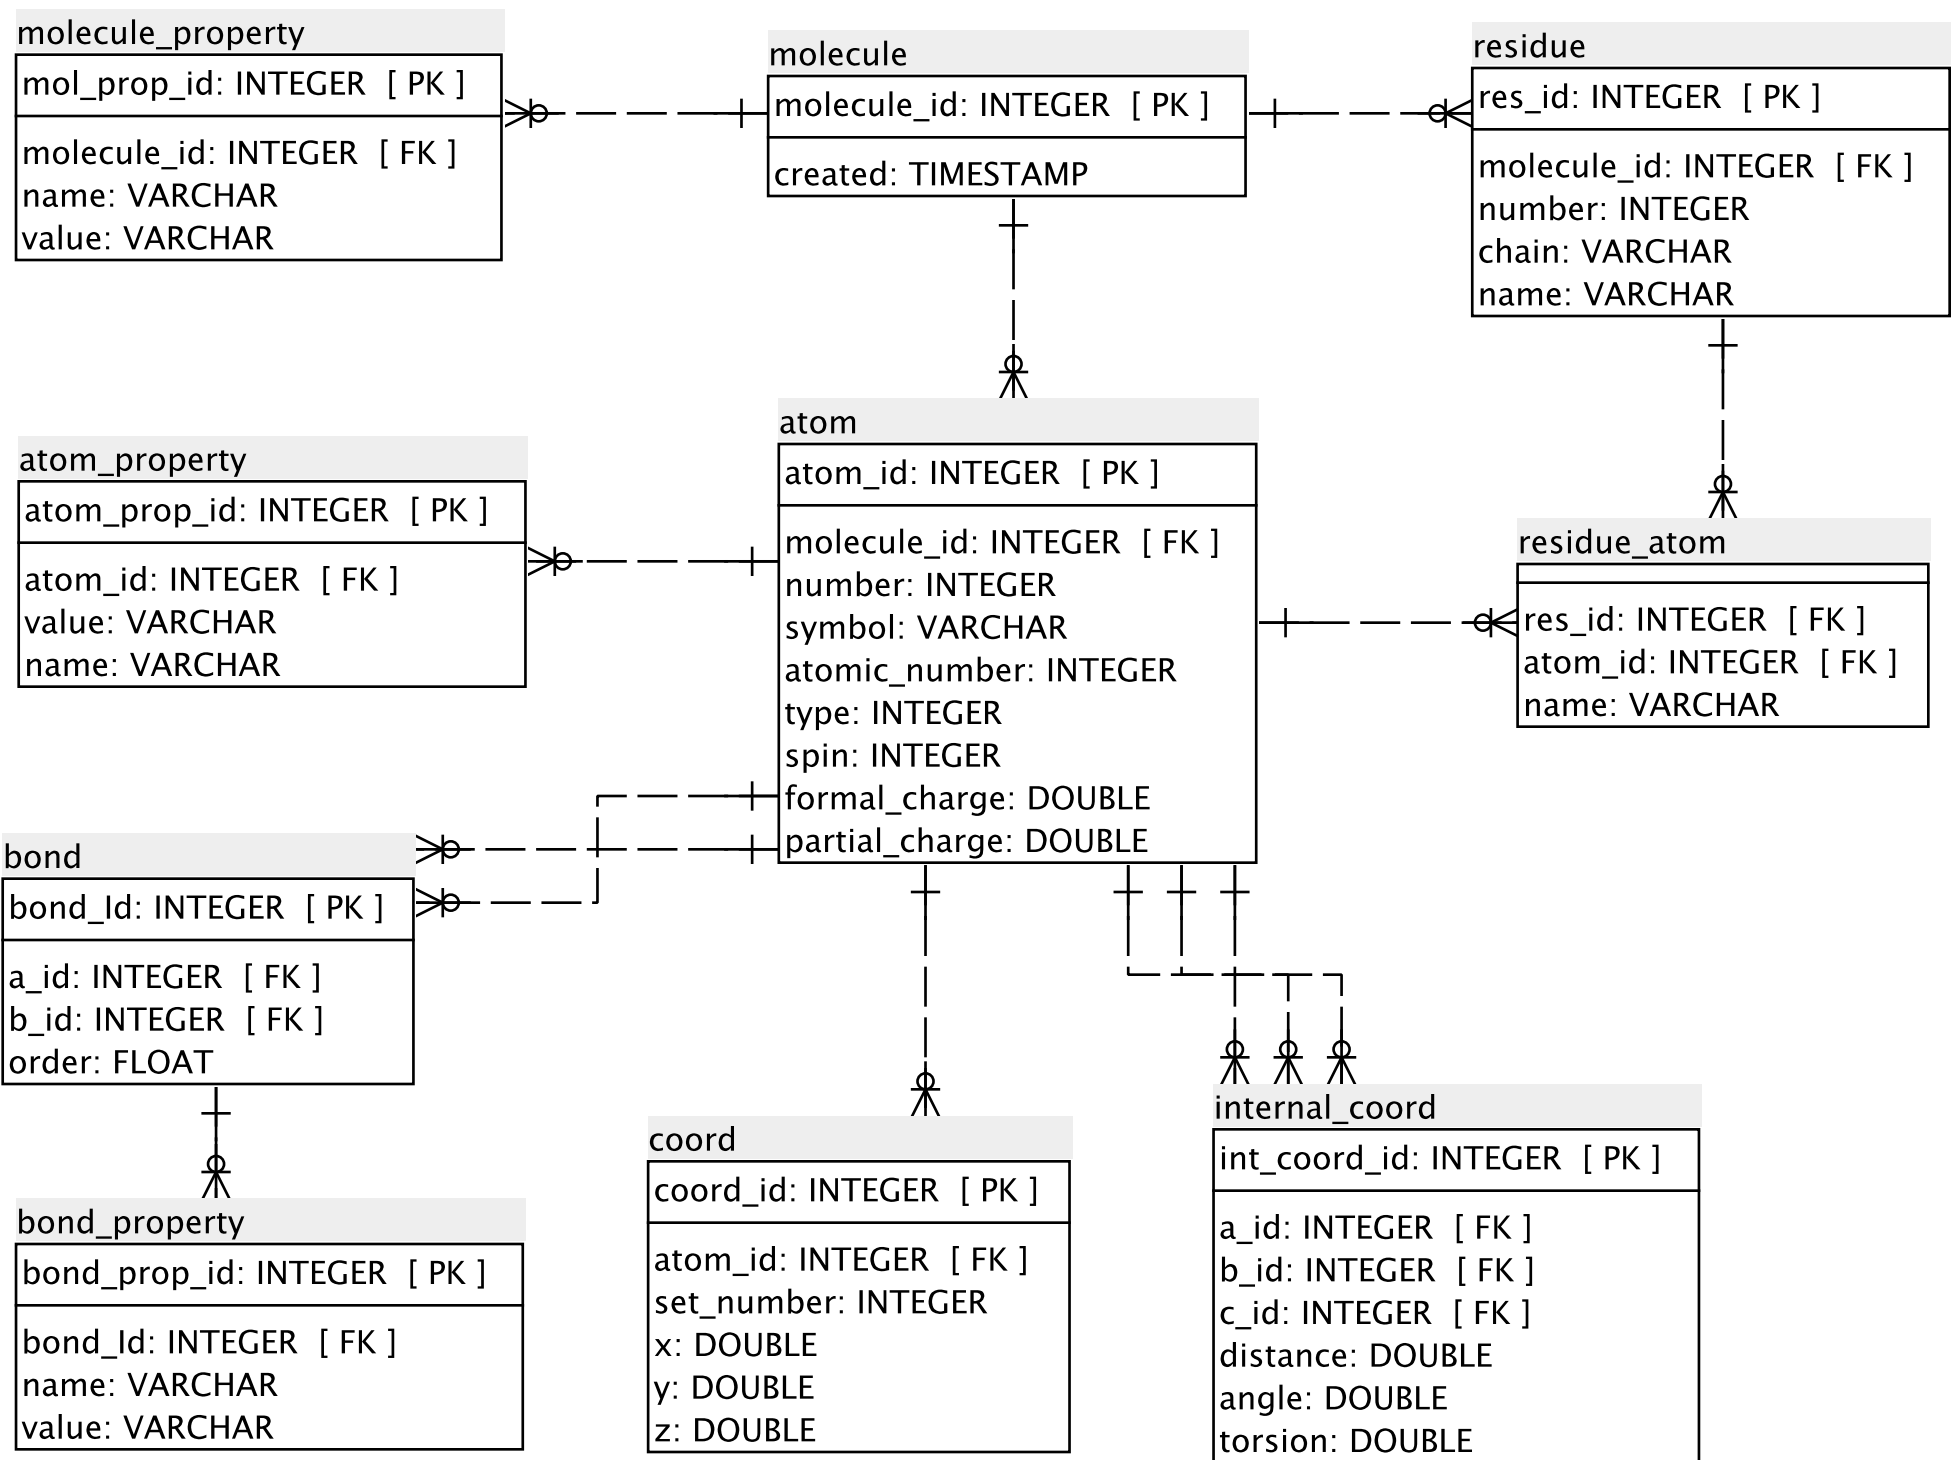 molecule_property
mol_prop_id: INTEGER [ PK ]
molecule_id: INTEGER [ FK ]
name: VARCHAR
value: VARCHAR
molecule
molecule_id: INTEGER [ PK ]
created: TIMESTAMP
residue
res_id: INTEGER [ PK ]
molecule_id: INTEGER [ FK ]
number: INTEGER
chain: VARCHAR
name: VARCHAR
atom_property
atom_prop_id: INTEGER [ PK ]
atom_id: INTEGER [ FK ]
value: VARCHAR
name: VARCHAR
atom
atom_id: INTEGER [ PK ]
molecule_id: INTEGER [ FK ]
number: INTEGER
symbol: VARCHAR
atomic_number: INTEGER
type: INTEGER
spin: INTEGER
formal_charge: DOUBLE
partial_charge: DOUBLE
residue_atom
res_id: INTEGER [ FK ]
atom_id: INTEGER [ FK ]
name: VARCHAR
bond
bond_Id: INTEGER [ PK ]
a_id: INTEGER [ FK ]
b_id: INTEGER [ FK ]
order: FLOAT
bond_property
bond_prop_id: INTEGER [ PK ]
bond_Id: INTEGER [ FK ]
name: VARCHAR
value: VARCHAR
coord
coord_id: INTEGER [ PK ]
atom_id: INTEGER [ FK ]
set_number: INTEGER
x: DOUBLE
y: DOUBLE
z: DOUBLE
internal_coord
int_coord_id: INTEGER [ PK ]
a_id: INTEGER [ FK ]
b_id: INTEGER [ FK ]
c_id: INTEGER [ FK ]
distance: DOUBLE
angle: DOUBLE
torsion: DOUBLE